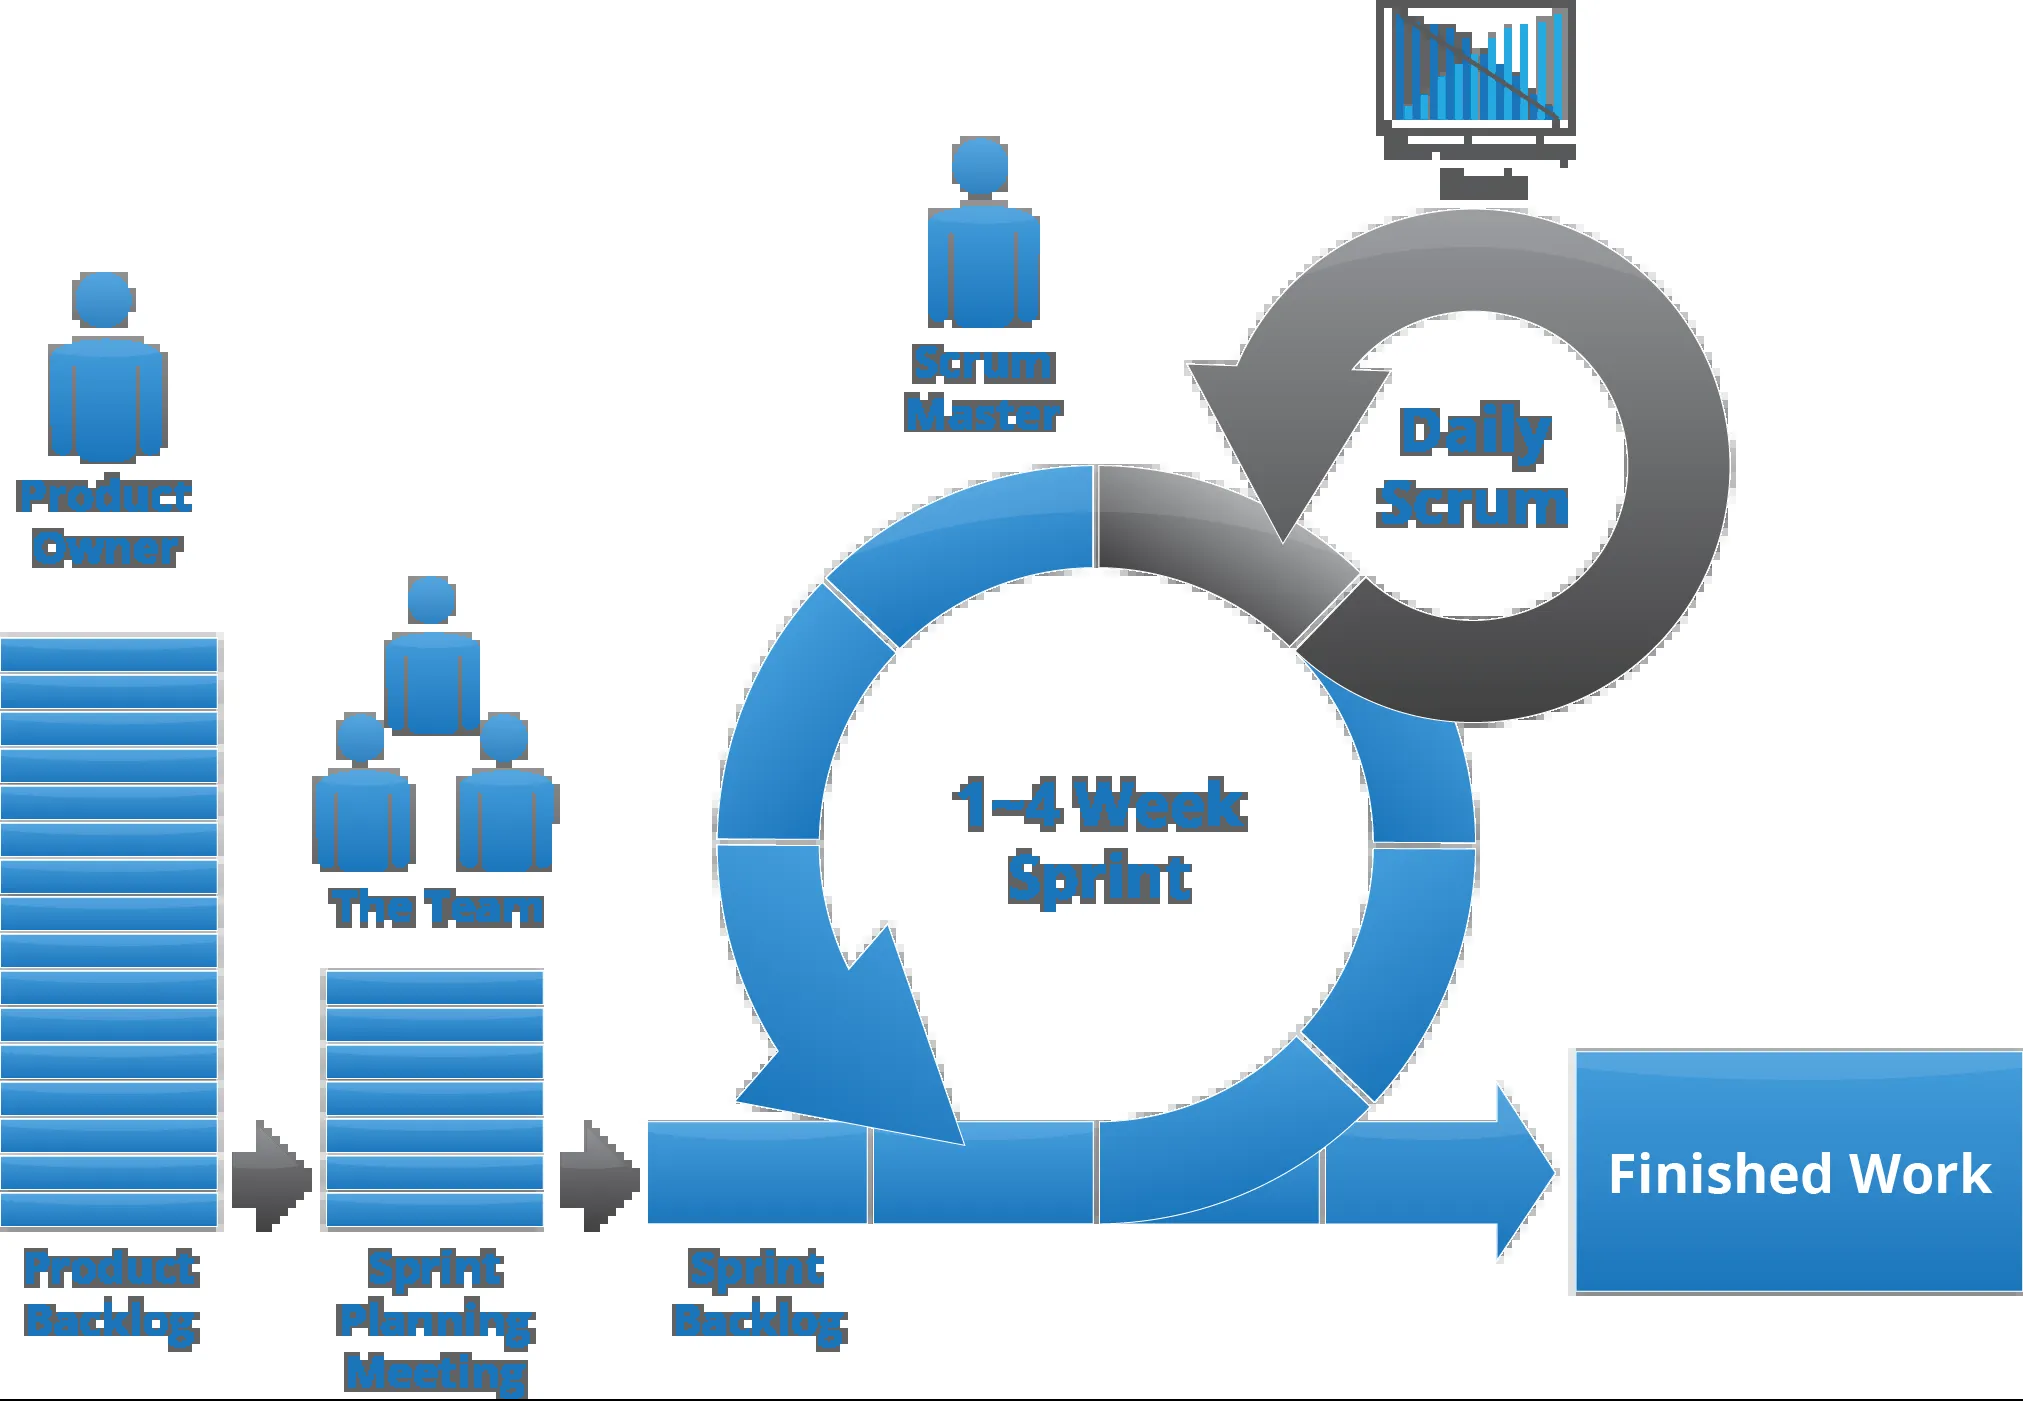 Product
Owner
The Team
Scrum
Master
Daily
Scrum
1~4 Week
Sprint
Finished Work
Product
Backlog
Sprint
Planning
Meeting
Sprint
Backlog